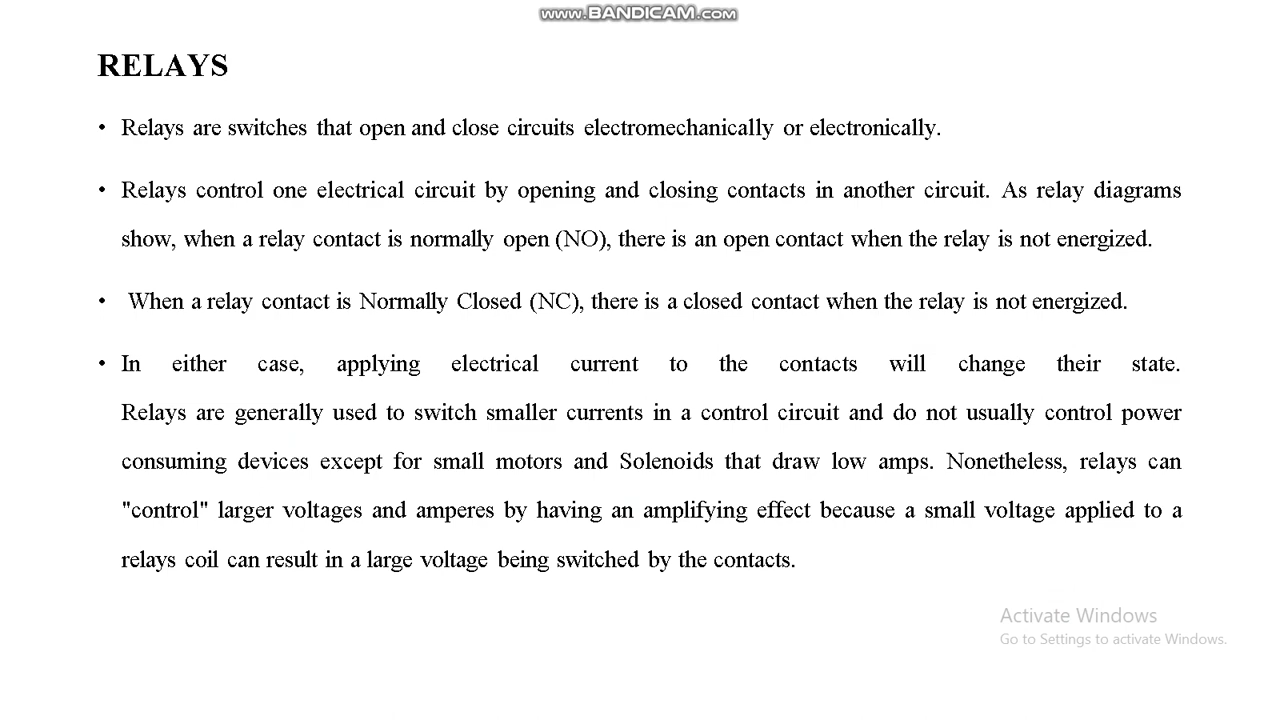 www.BANDICAM.com
RELAYS
• Relays are switches that open and close circuits electromechanically or electronically.
• Relays control one electrical circuit by opening and closing contacts in another circuit. As relay diagrams
show, when a relay contact is normally open (NO), there is an open contact when the relay is not energized.
• When a relay contact is Normally Closed (NC), there is a closed contact when the relay is not energized.
• In either case, applying electrical current to the contacts will change their state.
Relays are generally used to switch smaller currents in a control circuit and do not usually control power
consuming devices except for small motors and Solenoids that draw low amps. Nonetheless, relays can
"control" larger voltages and amperes by having an amplifying effect because a small voltage applied to a
relays coil can result in a large voltage being switched by the contacts.
Activate Windows
Go to Settings to activate Windows.